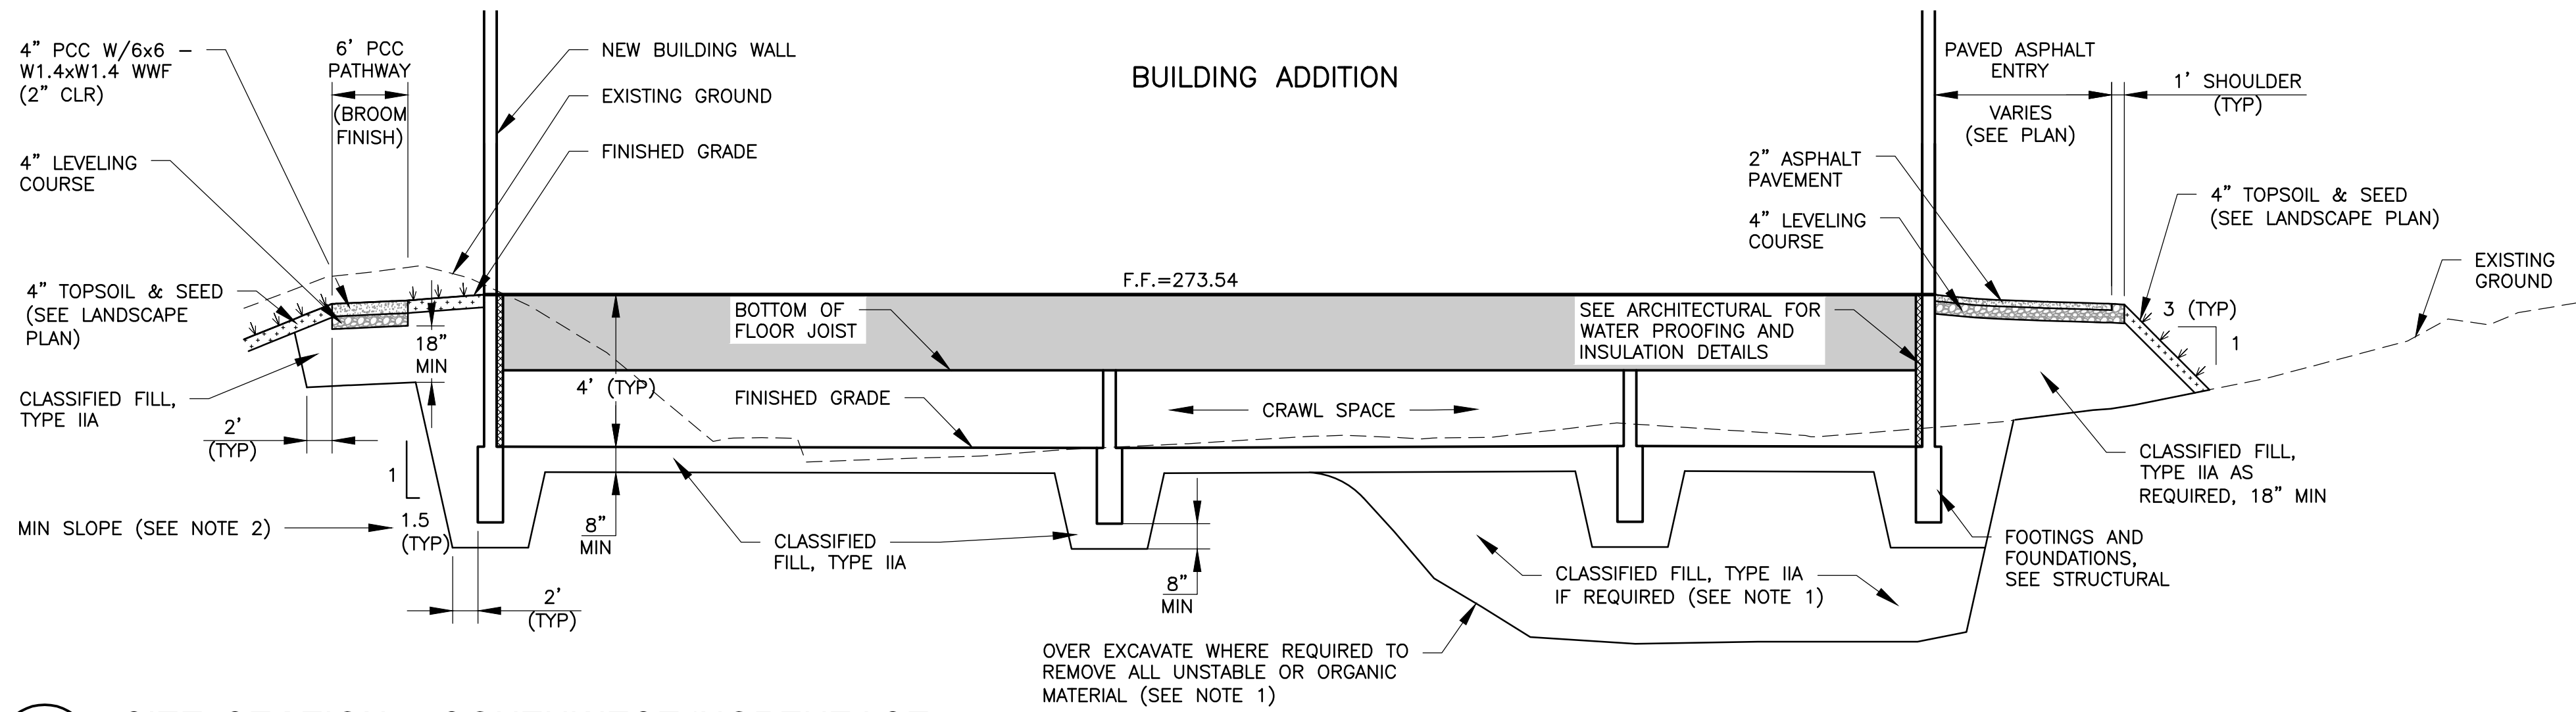 4” PCC W/6x6 –
W1.4xW1.4 WWF
(2” CLR)
6’ PCC
PATHWAY
(BROOM
FINISH)
NEW BUILDING WALL
EXISTING GROUND
FINISHED GRADE
BUILDING ADDITION
PAVED ASPHALT
ENTRY
VARIES
(SEE PLAN)
1’ SHOULDER
(TYP)
4” LEVELING
COURSE
2” ASPHALT
PAVEMENT
4” LEVELING
COURSE
4” TOPSOIL & SEED
(SEE LANDSCAPE PLAN)
EXISTING
GROUND
4” TOPSOIL & SEED
(SEE LANDSCAPE
PLAN)
F.F.=273.54
BOTTOM OF
FLOOR JOIST
SEE ARCHITECTURAL FOR
WATER PROOFING AND
INSULATION DETAILS
3 (TYP)
1
18”
MIN
4’ (TYP)
FINISHED GRADE
CRAWL SPACE
CLASSIFIED FILL,
TYPE IIA
2’
(TYP)
1
1.5
(TYP)
MIN SLOPE (SEE NOTE 2)
8”
MIN
CLASSIFIED
FILL, TYPE IIA
8”
MIN
2’
(TYP)
CLASSIFIED FILL, TYPE IIA
IF REQUIRED (SEE NOTE 1)
CLASSIFIED FILL,
TYPE IIA AS
REQUIRED, 18” MIN
FOOTINGS AND
FOUNDATIONS,
SEE STRUCTURAL
OVER EXCAVATE WHERE REQUIRED TO
REMOVE ALL UNSTABLE OR ORGANIC
MATERIAL (SEE NOTE 1)